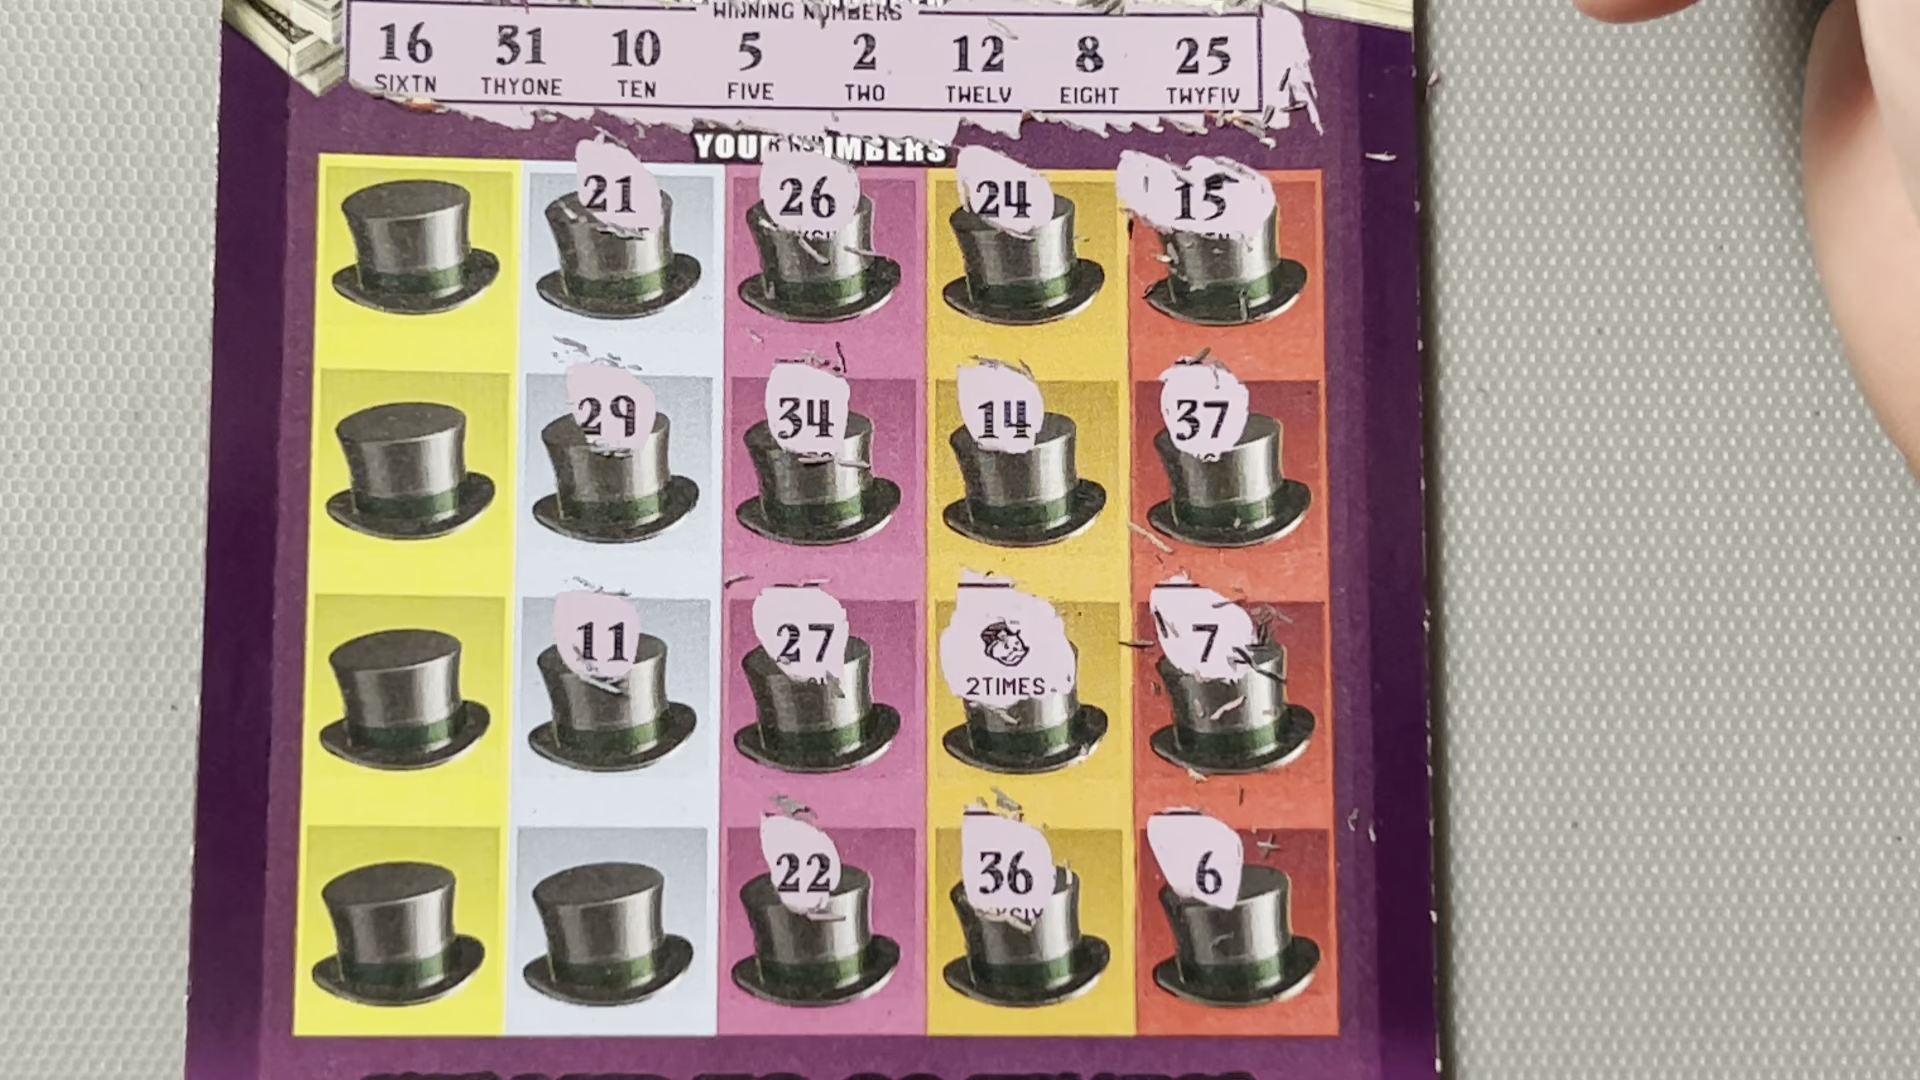 WINNING NUMBERS
16 31 10 5 2 12 8 25
SIXTN THYONE TEN FIVE TWO TWELV EIGHT TWYFIV
YOUR NUMBERS
21 26 24 15
29 34 14 37
11 27 7
2TIMES
22 36 6